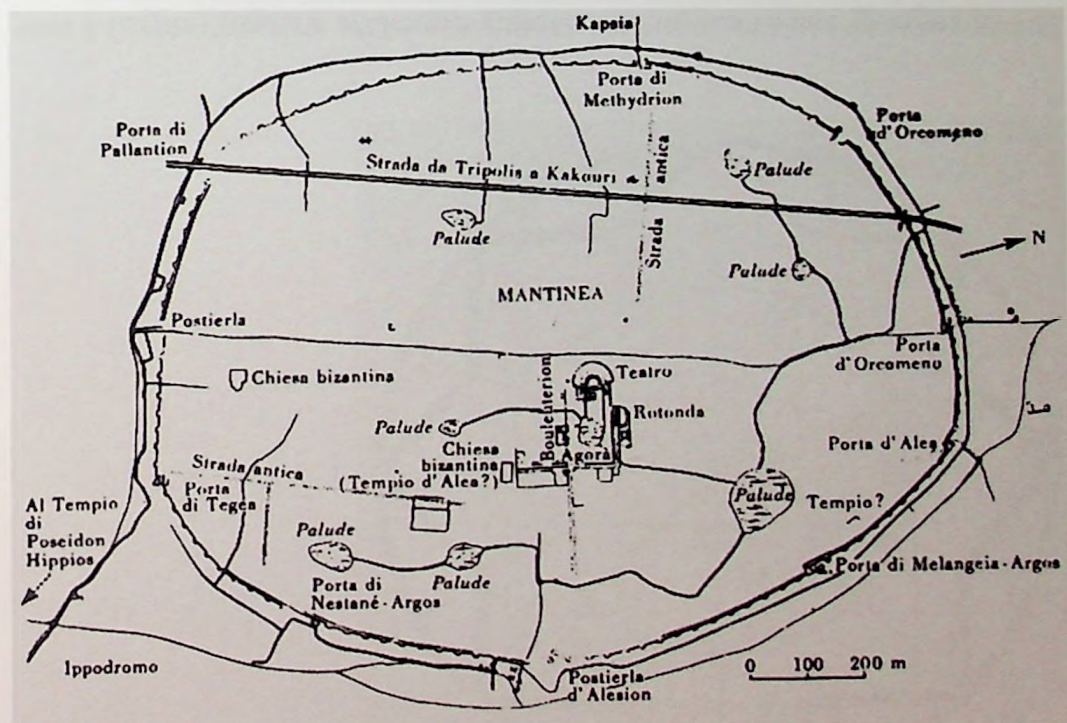 Kapsia
Porta di
Methydrion
Porta
d'Orcomeno
Porta di
Pallantion
Strada da Tripolis a Kakouri
Strada antica
Palude
Palude
Palude
N
MANTINEA
Postierla
Porta
d'Orcomeno
Chiesa bizantina
Teatro
Bouleuterion
Rotonda
Palude
Agorà
Porta d'Alea
Chiesa
bizantina
(Tempio d'Alea?)
Strada antica
Porta
di Tegea
Palude
Tempio?
Al Tempio
di
Poseidon
Hippios
Palude
Palude
Porta di Melangeia-Argos
Porta di
Nestané-Argos
Ippodromo
Postierla
d'Alesion
0 100 200 m